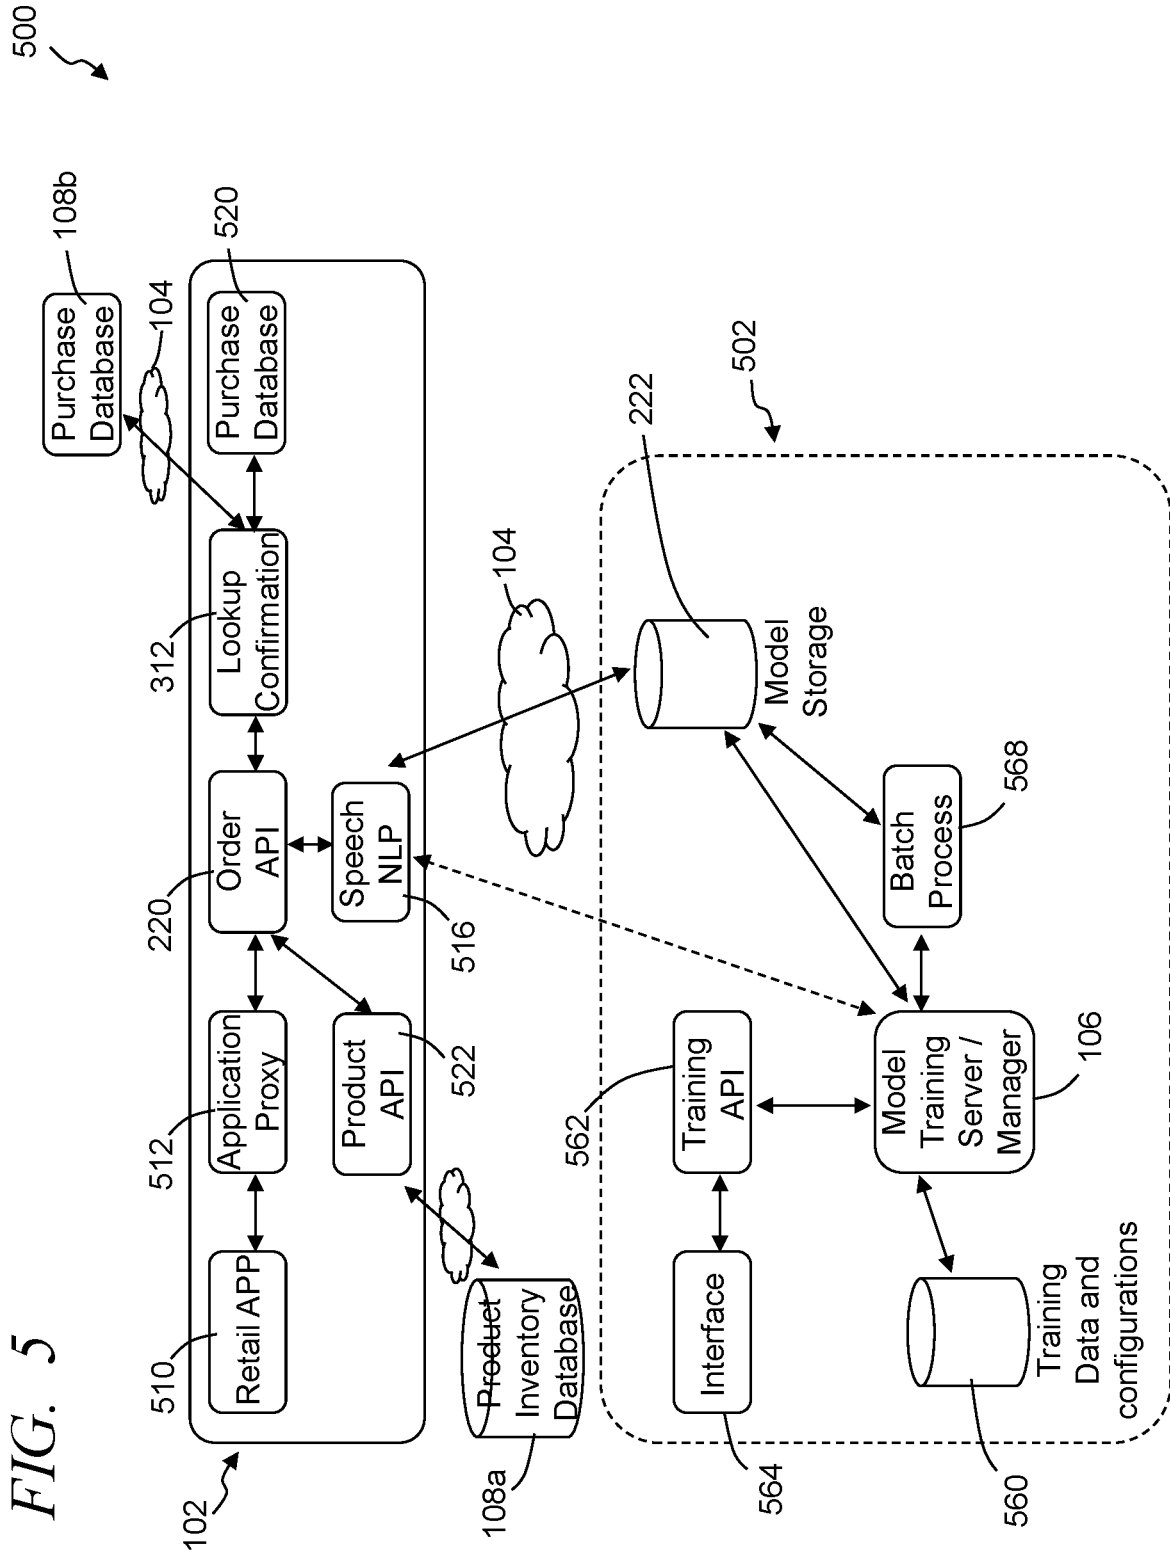 FIG. 5
500
102
510
Retail APP
512
Application
Proxy
220
Order
API
312
Lookup
Confirmation
104
Purchase
Database
108b
Purchase
Database
520
Product
API
522
Speech
NLP
516
Product
Inventory
Database
108a
104
502
222
Model
Storage
562
Training
API
Interface
564
Model
Training
Server /
Manager
106
Batch
Process
568
Training
Data and
configurations
560